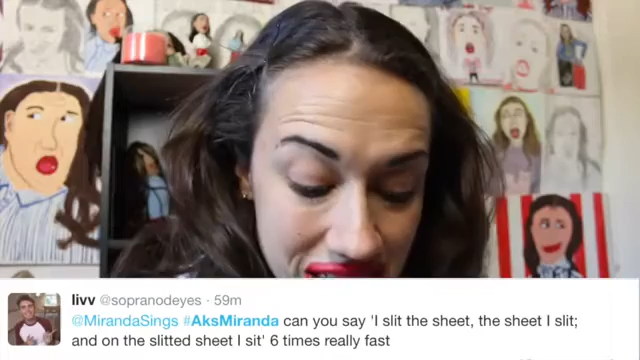 livv @sopranodeyes · 59m
@MirandaSings #AksMiranda can you say 'I slit the sheet, the sheet I slit;
and on the slitted sheet I sit' 6 times really fast